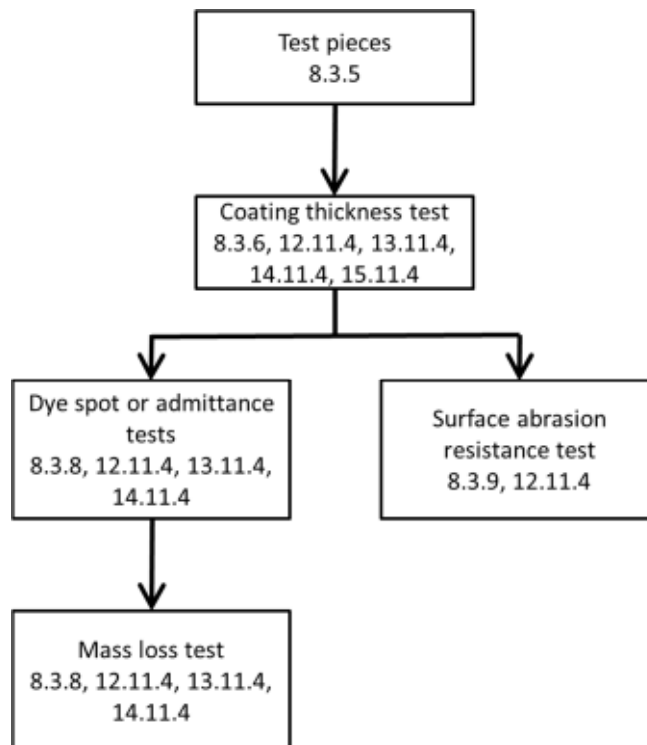 Test pieces
8.3.5
Coating thickness test
8.3.6, 12.11.4, 13.11.4,
14.11.4, 15.11.4
Dye spot or admittance
tests
8.3.8, 12.11.4, 13.11.4,
14.11.4
Surface abrasion
resistance test
8.3.9, 12.11.4
Mass loss test
8.3.8, 12.11.4, 13.11.4,
14.11.4